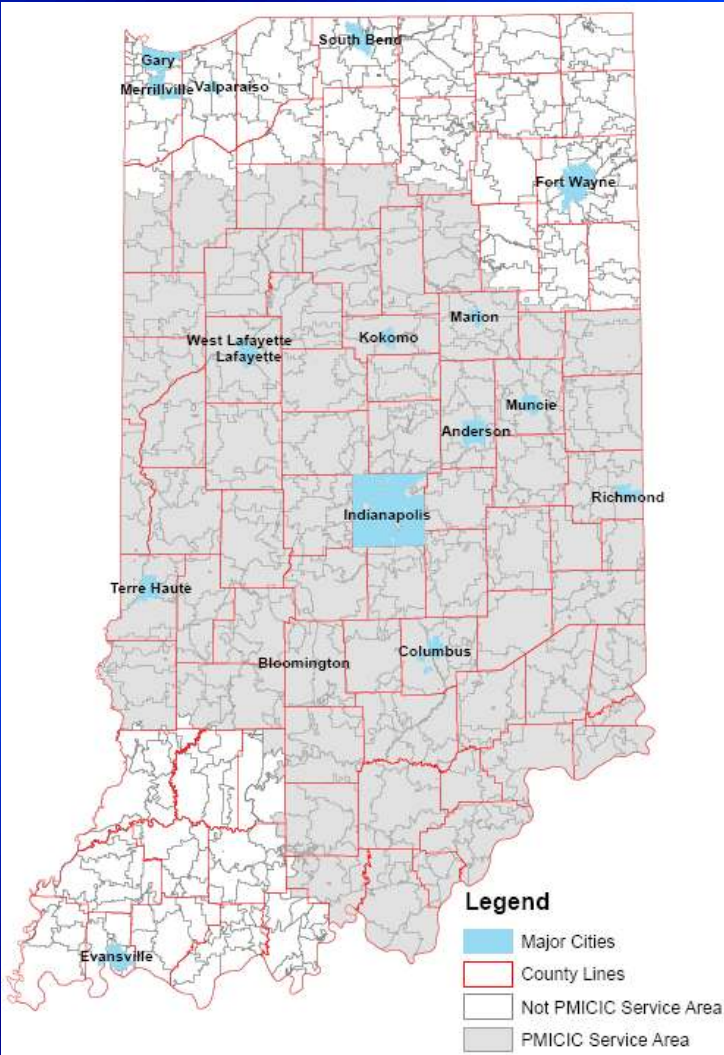 South Bend
Gary
Merrillville
Valparaiso
Fort Wayne
Marion
Kokomo
West Lafayette
Lafayette
Muncie
Anderson
Richmond
Indianapolis
Terre Haute
Columbus
Bloomington
Evansville
Legend
Major Cities
County Lines
Not PMICIC Service Area
PMICIC Service Area